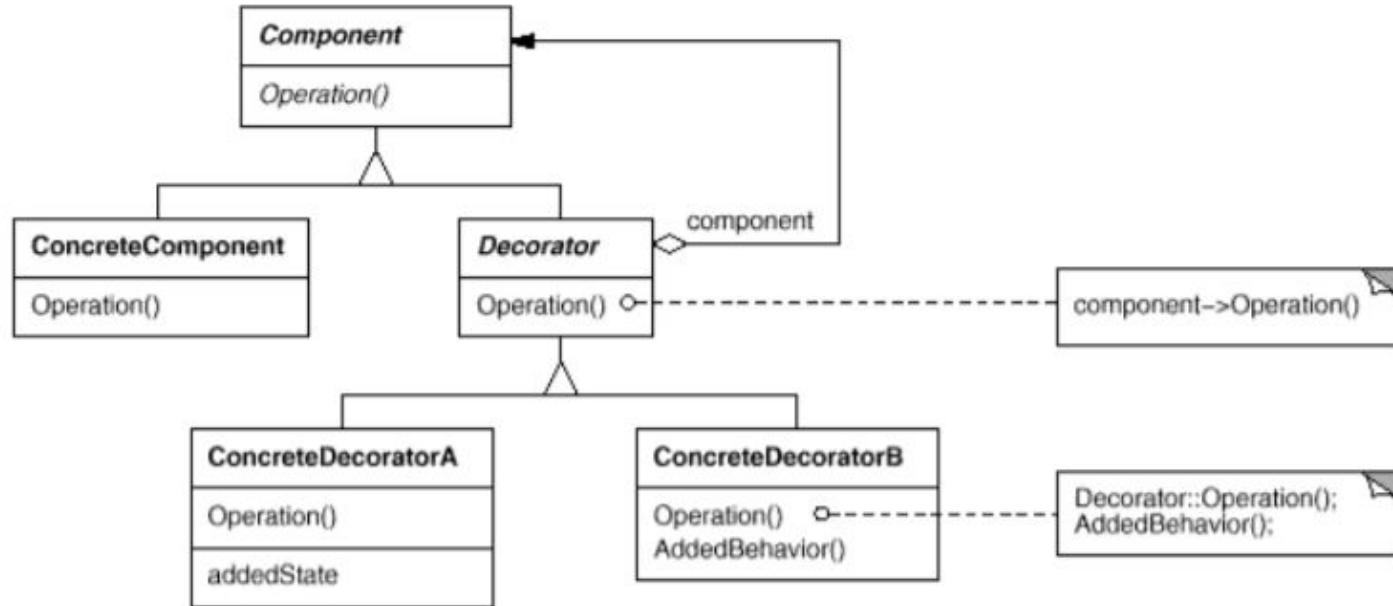 Component
Operation()
component
ConcreteComponent
Operation()
Decorator
Operation()
component->Operation()
ConcreteDecoratorA
Operation()
addedState
ConcreteDecoratorB
Operation()
AddedBehavior()
Decorator::Operation();
AddedBehavior();